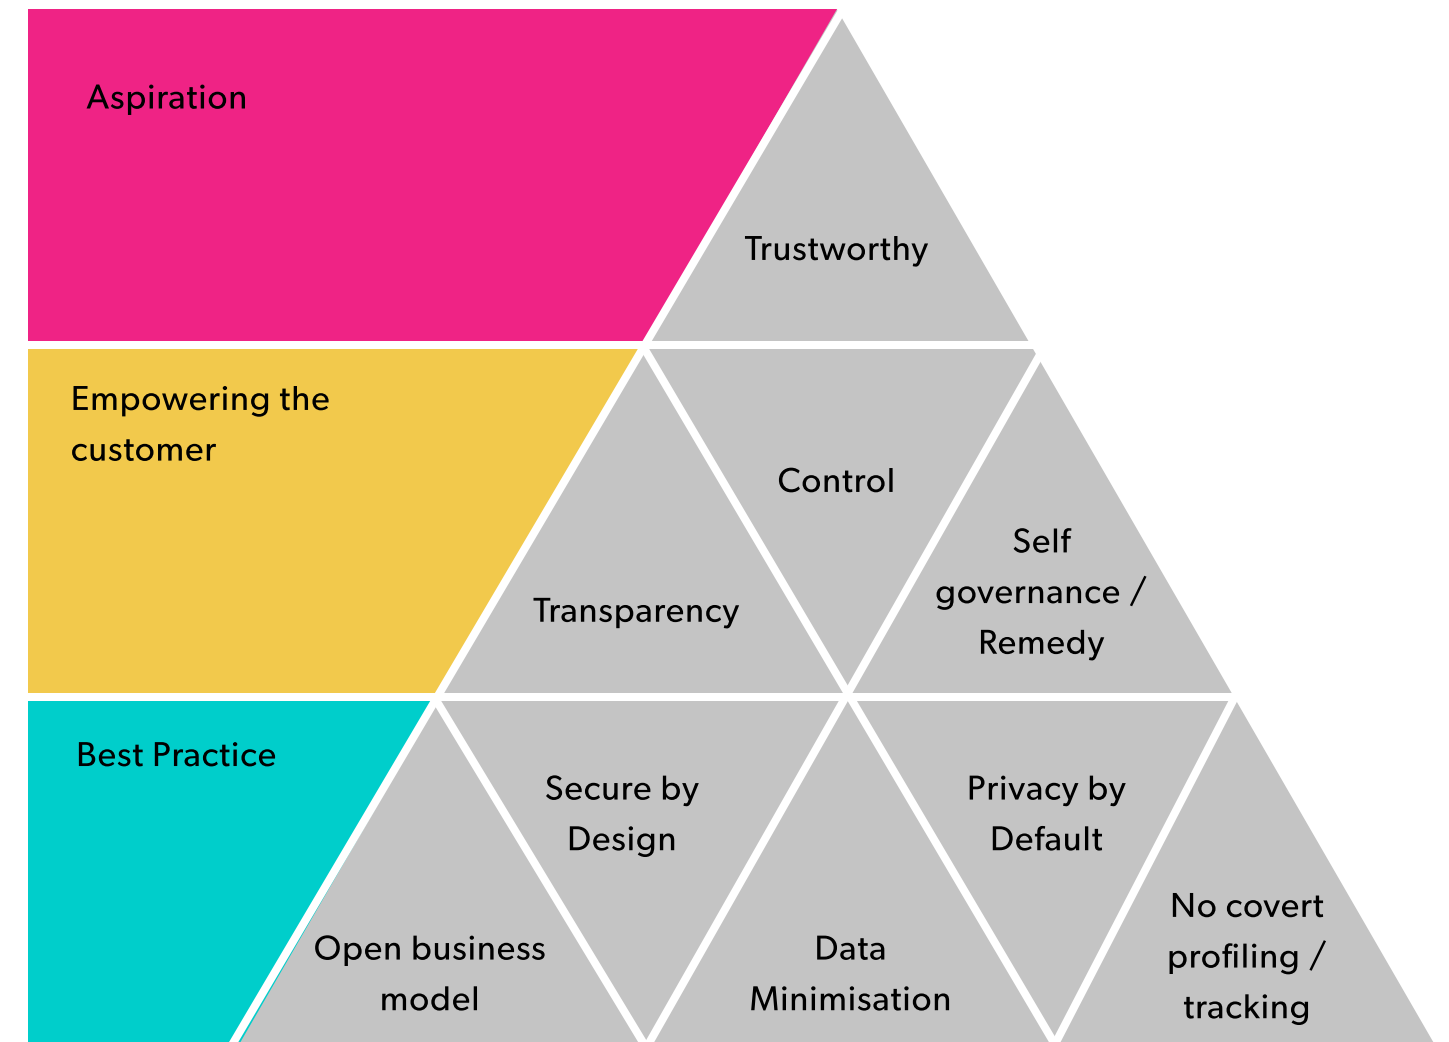 Aspiration
Trustworthy
Empowering the
customer
Control
Self
governance /
Remedy
Transparency
Best Practice
Secure by
Design
Privacy by
Default
Open business
model
Data
Minimisation
No covert
profiling /
tracking